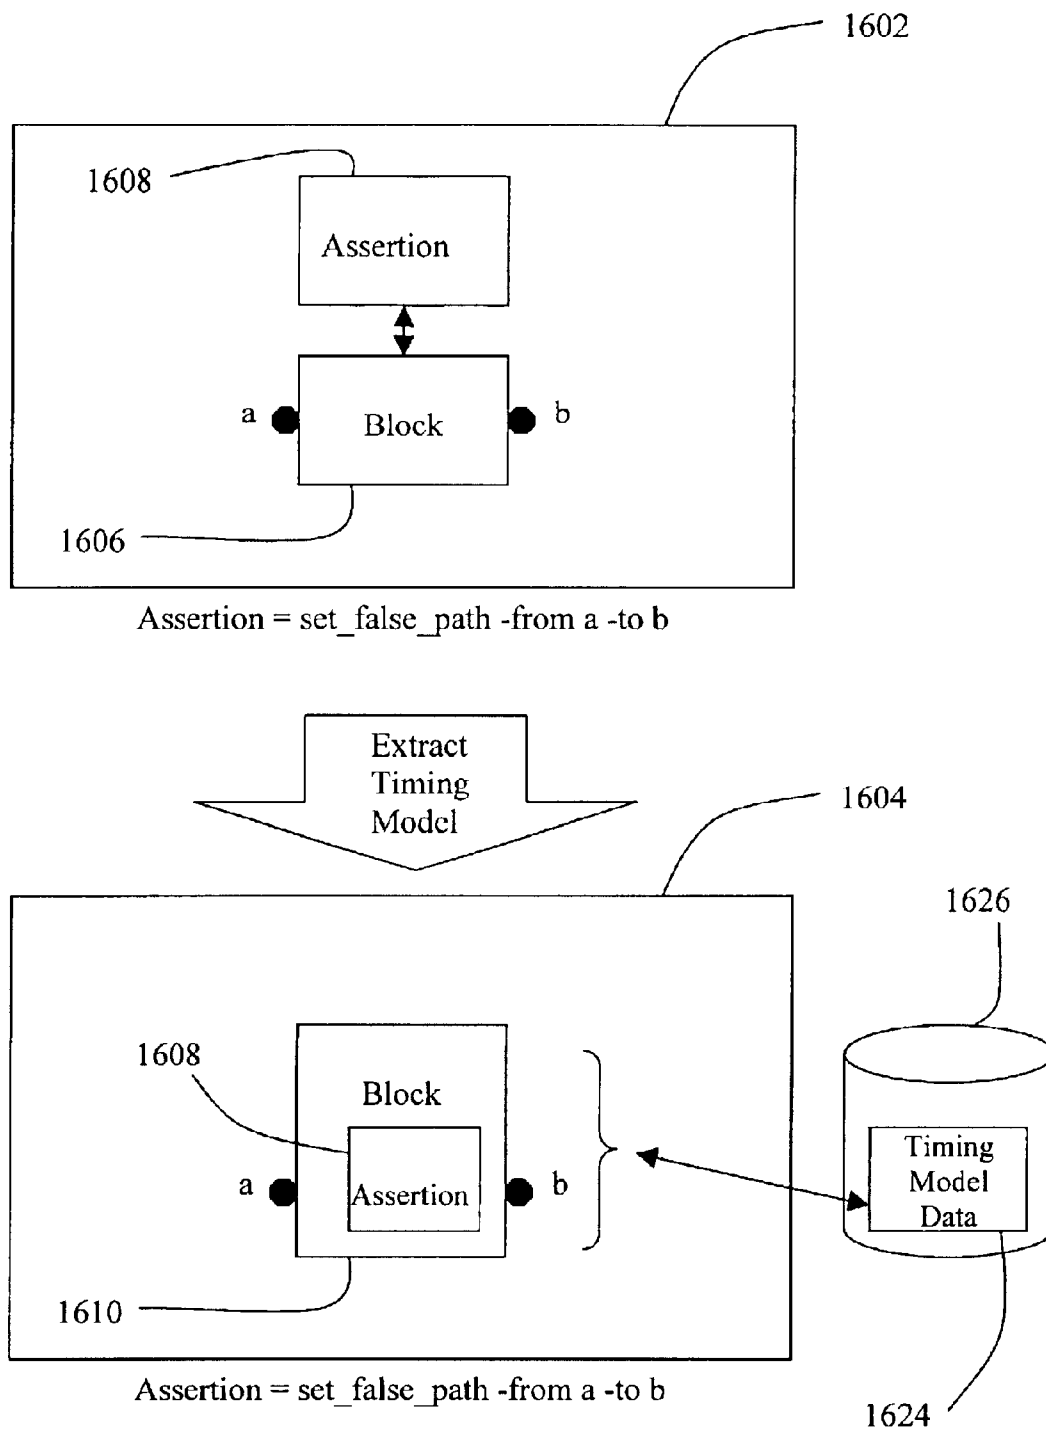 1602
1608
Assertion
a
Block
b
1606
Assertion = set_false_path -from a -to b
Extract
Timing
Model
1604
1626
1608
Block
a
Assertion
b
Timing
Model
Data
1610
Assertion = set_false_path -from a -to b
1624